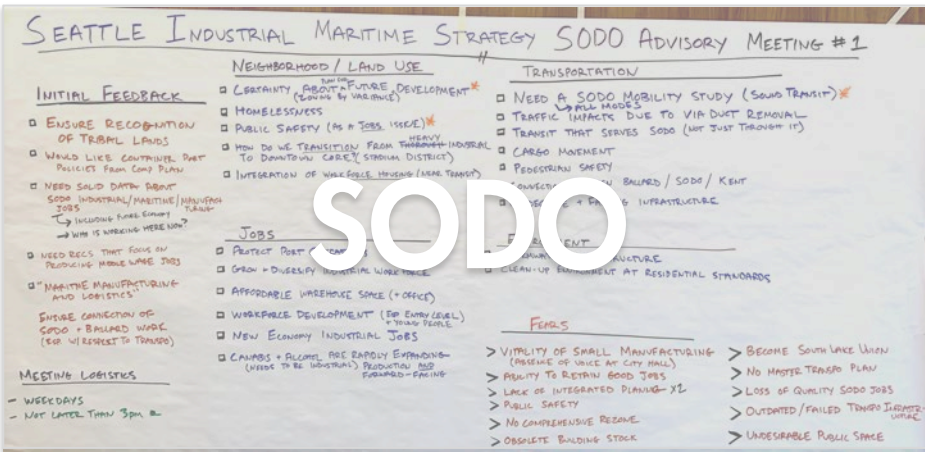 SEATTLE INDUSTRIAL MARITIME STRATEGY SODO ADVISORY MEETING #1
INITIAL FEEDBACK
ENSURE RECOGNITION
OF TRIBAL LANDS
WOULD LIKE CONTAINER PORT
POLICIES FROM COMP PLAN
NEED SOLID DATA ABOUT
SODO INDUSTRIAL/MARITIME/MANUFACTURING
JOBS
INCLUDING FUTURE ECONOMY
WHO IS WORKING HERE NOW?
NEED RECS THAT FOCUS ON
PRODUCING MIDDLE WAGE JOBS
"MARITIME MANUFACTURING
AND LOGISTICS"
ENSURE CONNECTION OF
SODO + BALLARD WORK
(ESP. W/ RESPECT TO TRANSPO)
MEETING LOGISTICS
- WEEKDAYS
- NOT LATER THAN 3pm
NEIGHBORHOOD / LAND USE
CERTAINTY ABOUT FUTURE DEVELOPMENT*
(ZONING BY VARIANCE)
HOMELESSNESS
PUBLIC SAFETY (AS A JOBS ISSUE)*
HOW DO WE TRANSITION FROM HEAVY INDUSTRIAL
TO DOWNTOWN CORE? (STADIUM DISTRICT)
INTEGRATION OF WORKFORCE HOUSING (NEAR TRANSIT)
JOBS
PROTECT PORT
GROW + DIVERSIFY INDUSTRIAL WORKFORCE
AFFORDABLE WAREHOUSE SPACE (+ OFFICE)
WORKFORCE DEVELOPMENT (ESP ENTRY LEVEL)
+ YOUNG PEOPLE
NEW ECONOMY INDUSTRIAL JOBS
CANABIS + ALCOHOL ARE RAPIDLY EXPANDING
(NEEDS TO BE INDUSTRIAL) PRODUCTION AND
FORWARD-FACING
TRANSPORTATION
NEED A SODO MOBILITY STUDY (SOUND TRANSIT)*
ALL MODES
TRAFFIC IMPACTS DUE TO VIADUCT REMOVAL
TRANSIT THAT SERVES SODO (NOT JUST THROUGH IT)
CARGO MOVEMENT
PEDESTRIAN SAFETY
BALLARD / SODO / KENT
INFRASTRUCTURE
CLEAN-UP ENVIRONMENT AT RESIDENTIAL STANDARDS
SODO
FEARS
> VITALITY OF SMALL MANUFACTURING
(ABSENCE OF VOICE AT CITY HALL)
> ABILITY TO RETAIN GOOD JOBS
> LACK OF INTEGRATED PLANNING x2
> PUBLIC SAFETY
> NO COMPREHENSIVE REZONE
> OBSOLETE BUILDING STOCK
> BECOME SOUTH LAKE UNION
> NO MASTER TRANSPO PLAN
> LOSS OF QUALITY SODO JOBS
> OUTDATED/FAILED TRANSPO INFRASTRUCTURE
> UNDESIRABLE PUBLIC SPACE